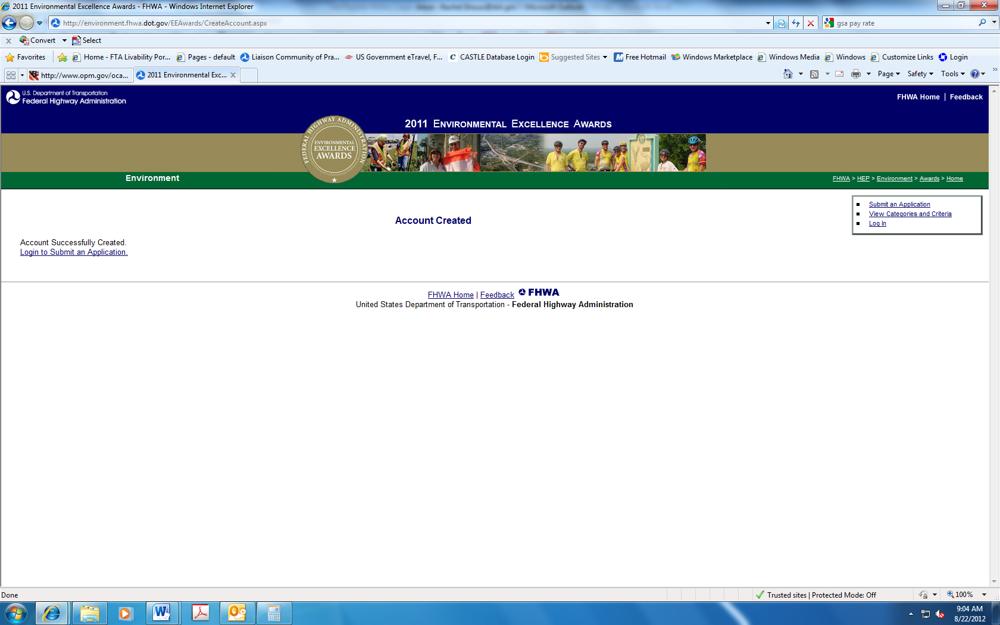 2011 Environmental Excellence Awards - FHWA - Windows Internet Explorer
http://environment.fhwa.dot.gov/EEAwards/CreateAccount.aspx
gsa pay rate
x Convert Select
Favorites Home - FTA Livability Por... Pages - default Liaison Community of Pra... US Government eTravel, F... CASTLE Database Login Suggested Sites Free Hotmail Windows Marketplace Windows Media Windows Customize Links Login
http://www.opm.gov/oca... 2011 Environmental Exc... Page Safety Tools
U.S. Department of Transportation
Federal Highway Administration
FHWA Home | Feedback
2011 ENVIRONMENTAL EXCELLENCE AWARDS
FEDERAL HIGHWAY ADMINISTRATION
ENVIRONMENTAL
EXCELLENCE
AWARDS
Environment
FHWA > HEP > Environment > Awards > Home
Submit an Application
View Categories and Criteria
Log In
Account Created
Account Successfully Created.
Login to Submit an Application.
FHWA Home | Feedback FHWA
United States Department of Transportation - Federal Highway Administration
Done
Trusted sites | Protected Mode: Off
100%
9:04 AM
8/22/2012